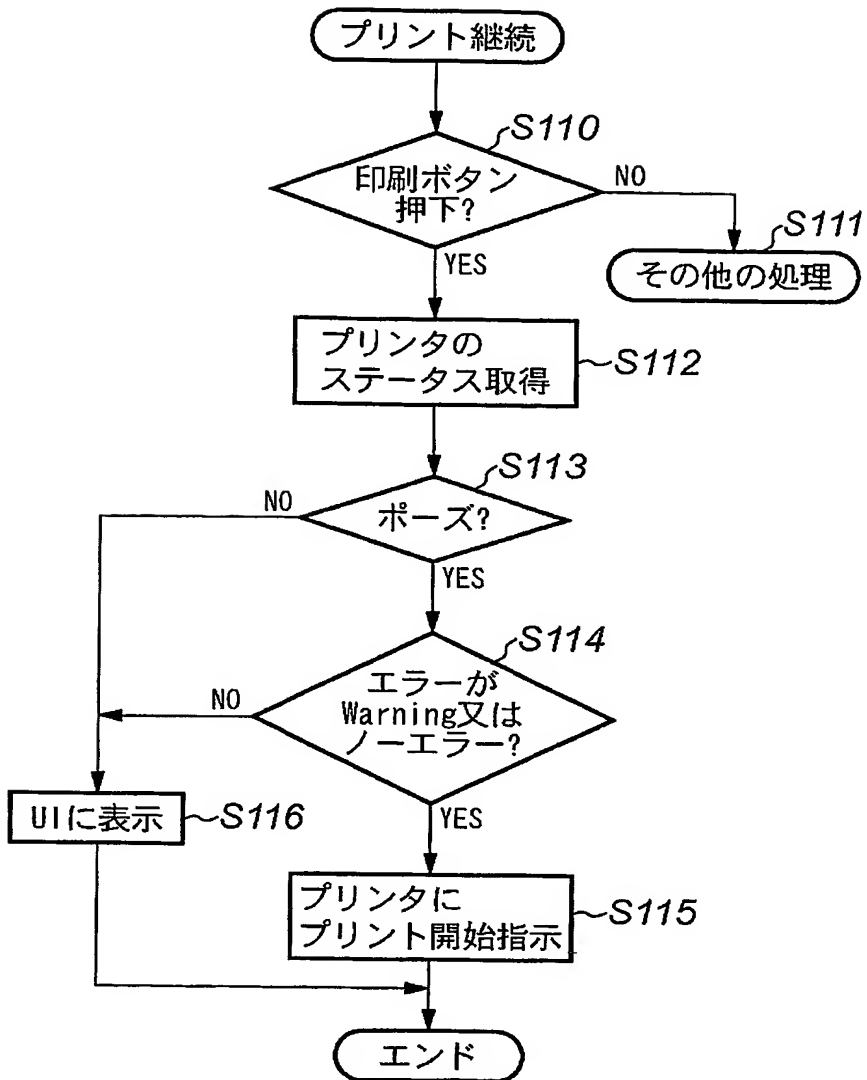 プリント継続
S110
印刷ボタン
押下?
NO
S111
その他の処理
YES
プリンタの
ステータス取得
S112
S113
NO
ポーズ?
YES
S114
エラーが
Warning又は
ノーエラー?
NO
UIに表示
S116
YES
プリンタに
プリント開始指示
S115
エンド